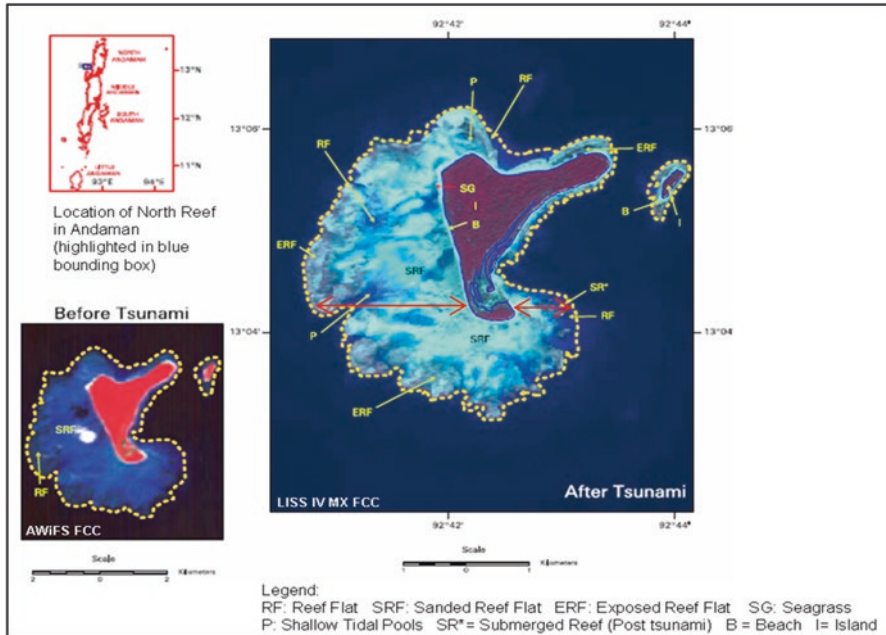 NORTH ANDAMAN
MIDDLE ANDAMAN
SOUTH ANDAMAN
LITTLE ANDAMAN
13°N
12°N
11°N
93°E
94°E
Location of North Reef
in Andaman
(highlighted in blue
bounding box)
Before Tsunami
SRF
RF
AWiFS FCC
Scale
2 0 2
Kilometers
92°42'
92°44'
13°06'
13°06'
P
RF
RF
ERF
SG
I
B
B
I
ERF
SRF
SR*
RF
13°04'
13°04'
P
SRF
ERF
LISS IV MX FCC
After Tsunami
92°42'
92°44'
Scale
1 0 1
Kilometers
Legend:
RF: Reef Flat SRF: Sanded Reef Flat ERF: Exposed Reef Flat SG: Seagrass
P: Shallow Tidal Pools SR*= Submerged Reef (Post tsunami) B = Beach I= Island